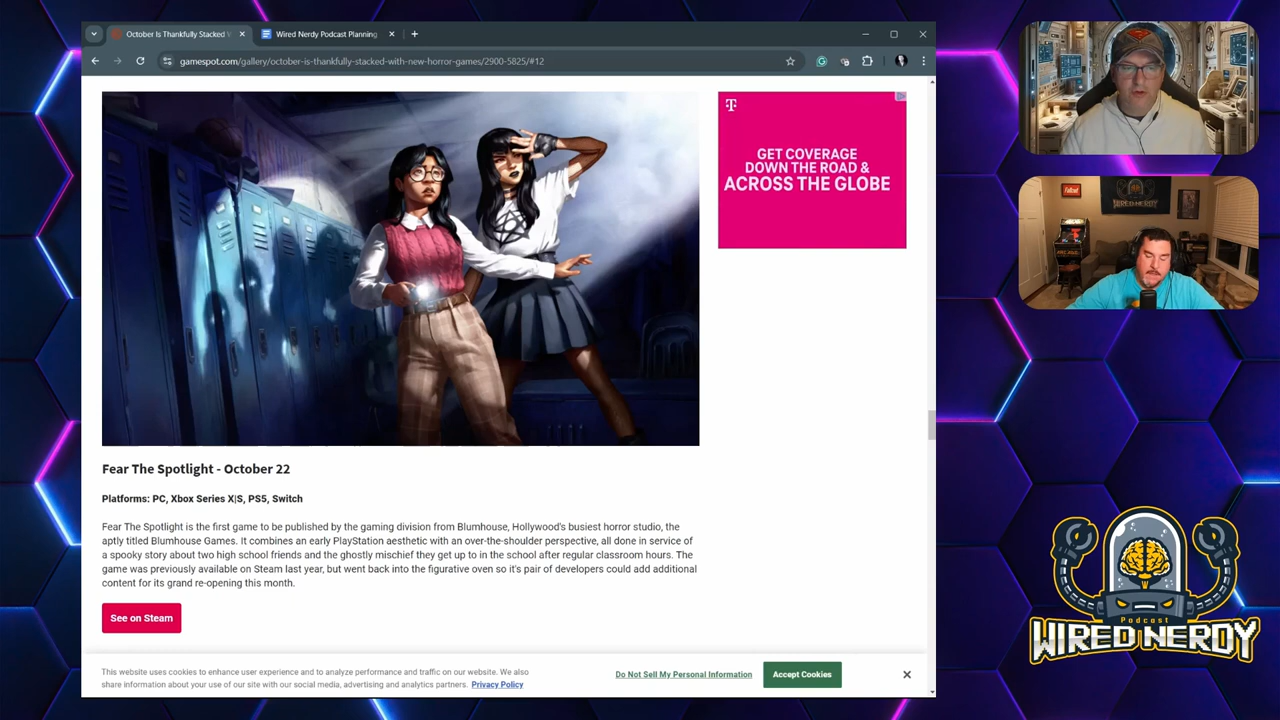 October Is Thankfully Stacked
Wired Nerdy Podcast Planning
gamespot.com/gallery/october-is-thankfully-stacked-with-new-horror-games/2900-5825/#12
T
GET COVERAGE
DOWN THE ROAD &
ACROSS THE GLOBE
Fear The Spotlight - October 22
Platforms: PC, Xbox Series X|S, PS5, Switch
Fear The Spotlight is the first game to be published by the gaming division from Blumhouse, Hollywood's busiest horror studio, the
aptly titled Blumhouse Games. It combines an early PlayStation aesthetic with an over-the-shoulder perspective, all done in service of
a spooky story about two high school friends and the ghostly mischief they get up to in the school after regular classroom hours. The
game was previously available on Steam last year, but went back into the figurative oven so it's pair of developers could add additional
content for its grand re-opening this month.
See on Steam
This website uses cookies to enhance user experience and to analyze performance and traffic on our website. We also
share information about your use of our site with our social media, advertising and analytics partners. Privacy Policy
Do Not Sell My Personal Information
Accept Cookies
Fallout
WIRED NERDY
Podcast
WIRED NERDY